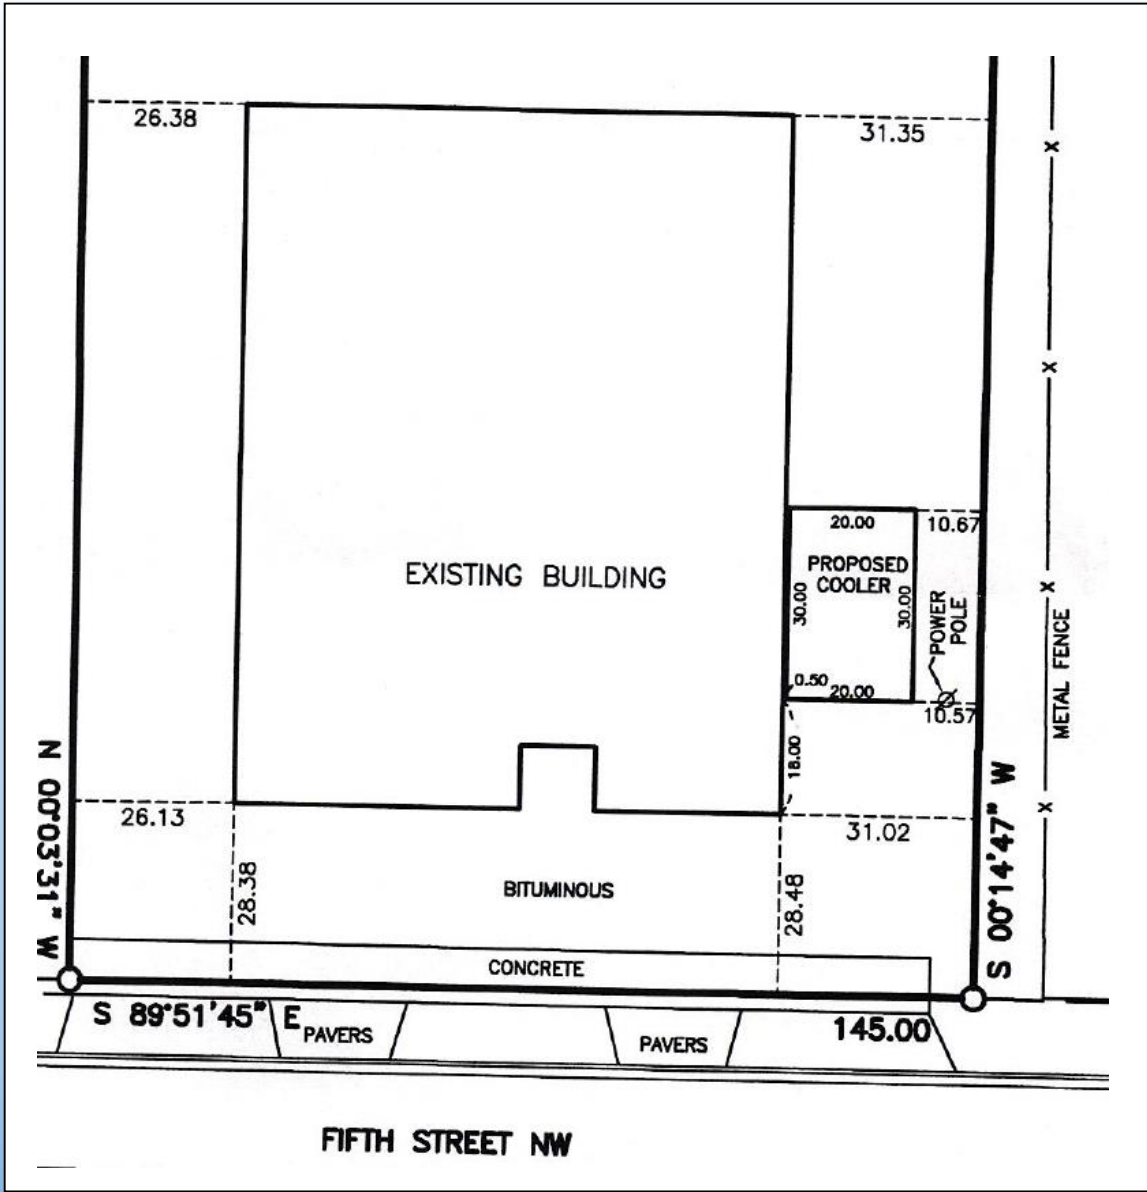 26.38
31.35
20.00
10.67
PROPOSED
COOLER
EXISTING BUILDING
30.00
30.00
POWER
POLE
METAL FENCE
0.50
20.00
10.57
18.00
N 00°03'31" W
26.13
31.02
S 00°14'47" W
28.38
28.48
BITUMINOUS
CONCRETE
S 89°51'45" E
PAVERS
PAVERS
145.00
FIFTH STREET NW
X
X
X
X